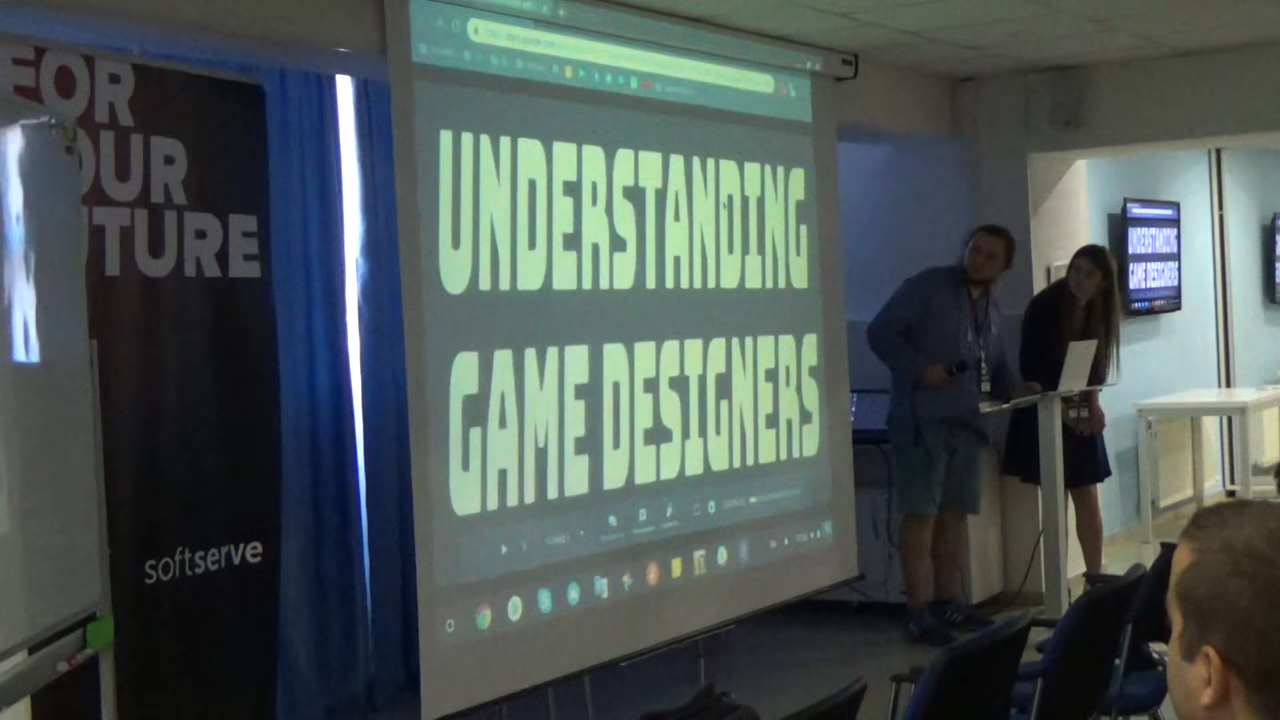 FOR
OUR
TURE
softserve
UNDERSTANDING
GAME DESIGNERS
UNDERSTANDING
GAME DESIGNERS